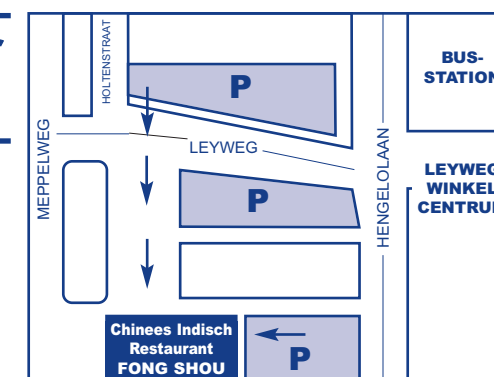 HOLTENSTRAAT
P
BUS-
STATION
MEPPELWEG
LEYWEG
HENGELOLAAN
LEYWEG
WINKEL
CENTRUM
P
Chinees Indisch
Restaurant
FONG SHOU
P